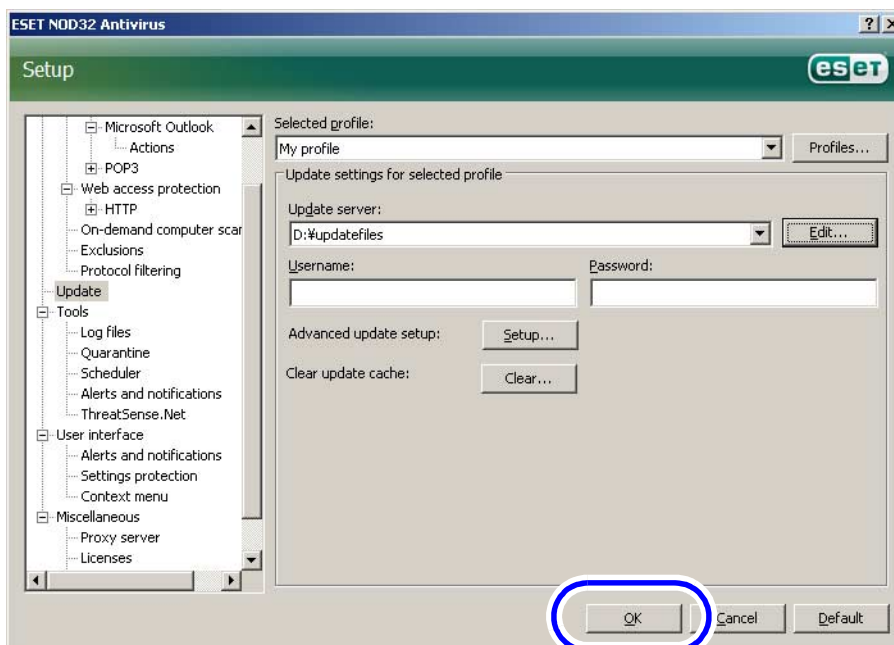 ESET NOD32 Antivirus
Setup
eset
Microsoft Outlook
Actions
POP3
Web access protection
HTTP
On-demand computer scar
Exclusions
Protocol filtering
Update
Tools
Log files
Quarantine
Scheduler
Alerts and notifications
ThreatSense.Net
User interface
Alerts and notifications
Settings protection
Context menu
Miscellaneous
Proxy server
Licenses
Selected profile:
My profile
Profiles...
Update settings for selected profile
Update server:
D:¥updatefiles
Edit...
Username:
Password:
Advanced update setup:
Setup...
Clear update cache:
Clear...
OK
Cancel
Default